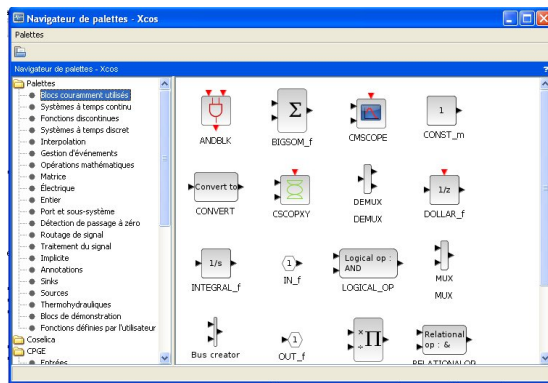 Navigateur de palettes - Xcos
Palettes
Navigateur de palettes - Xcos ?
Palettes
Blocs couramment utilisés
Systèmes à temps continu
Fonctions discontinues
Systèmes à temps discret
Interpolation
Gestion d'événements
Opérations mathématiques
Matrice
Électrique
Entier
Port et sous-système
Détection de passage à zéro
Routage de signal
Traitement du signal
Implicite
Annotations
Sinks
Sources
Thermohydrauliques
Blocs de démonstration
Fonctions définies par l'utilisateur
Coselica
CPGE
Entrées
ANDBLK
Σ
BIGSOM_f
CMSCOPE
1
CONST_m
Convert to
CONVERT
CSCOPXY
DEMUX
DEMUX
1/z
DOLLAR_f
1/s
INTEGRAL_f
1
IN_f
Logical op :
AND
LOGICAL_OP
MUX
MUX
Bus creator
1
OUT_f
× ÷ Π
Relational
op : &
RELATIONALOP